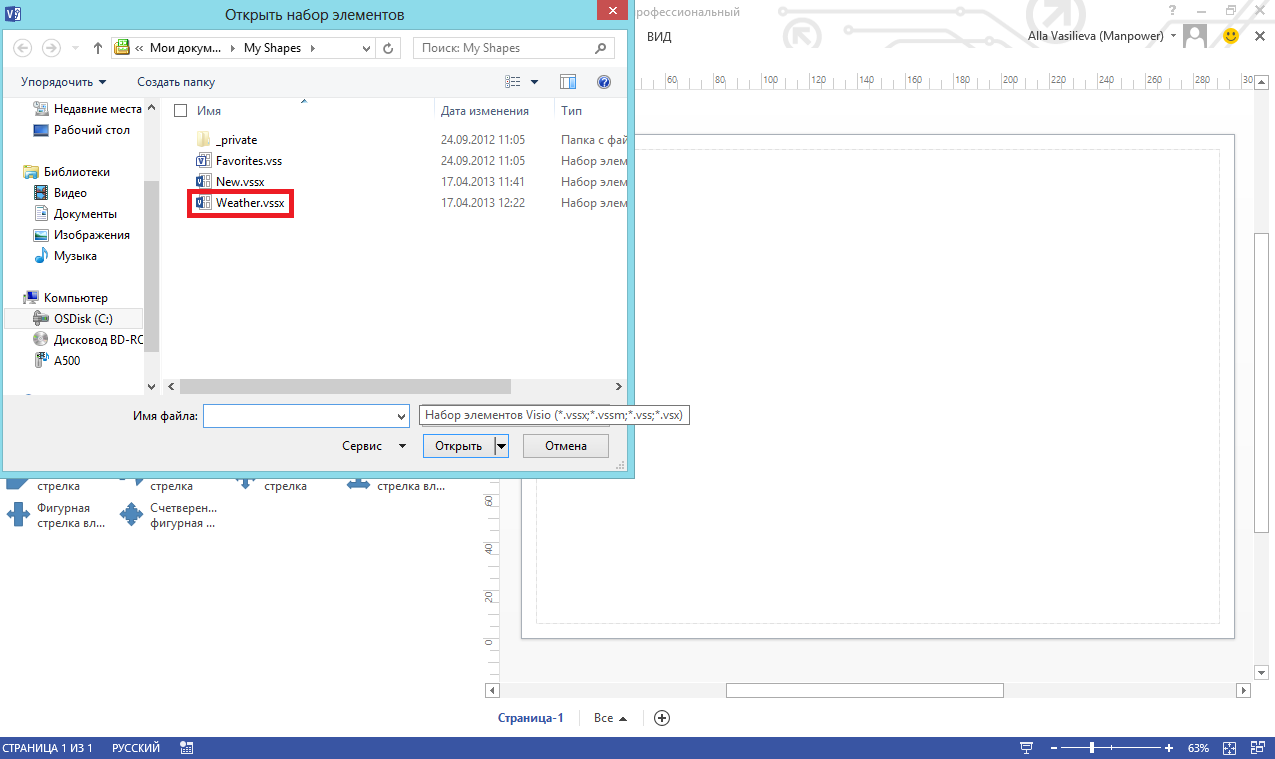 Открыть набор элементов
рофессиональный
ВИД
Alla Vasilieva (Manpower)
« Мои докум... My Shapes
Поиск: My Shapes
Упорядочить
Создать папку
Недавние места
Рабочий стол
Библиотеки
Видео
Документы
Изображения
Музыка
Компьютер
OSDisk (C:)
Дисковод BD-RC
A500
Имя Дата изменения Тип
_private 24.09.2012 11:05 Папка с фай
Favorites.vss 24.09.2012 11:05 Набор элем
New.vssx 17.04.2013 11:41 Набор элем
Weather.vssx 17.04.2013 12:22 Набор элем
Имя файла:
Набор элементов Visio (*.vssx;*.vssm;*.vss;*.vsx)
Сервис Открыть Отмена
60 80 100 120 140 160 180 200 220 240 260 280 30
стрелка стрелка стрелка стрелка вл...
Фигурная стрелка вл...
Счетверен... фигурная ...
60
40
20
0
Страница-1 Все
СТРАНИЦА 1 ИЗ 1 РУССКИЙ 63%